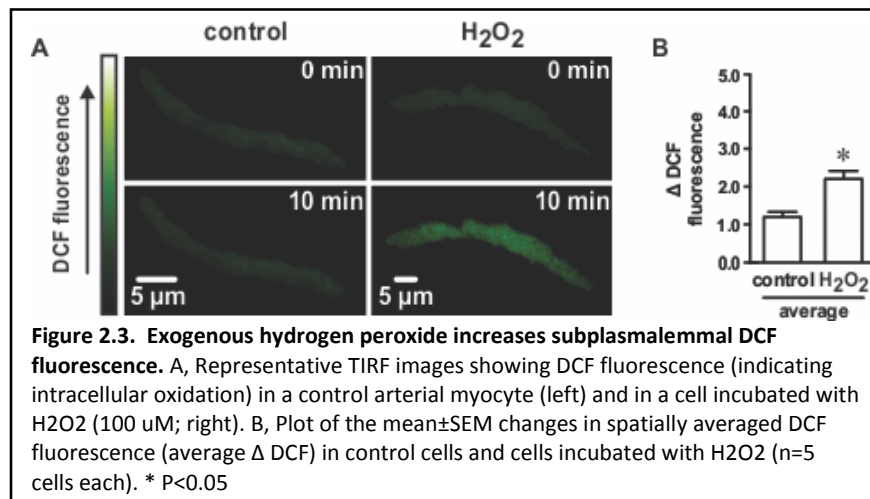 A
control
H2O2
B
0 min
0 min
10 min
10 min
DCF fluorescence
5 µm
5 µm
Δ DCF
fluorescence
5.0
4.0
3.0
2.0
1.0
0.0
*
control H2O2
average
Figure 2.3. Exogenous hydrogen peroxide increases subplasmalemmal DCF
fluorescence. A, Representative TIRF images showing DCF fluorescence (indicating
intracellular oxidation) in a control arterial myocyte (left) and in a cell incubated with
H2O2 (100 uM; right). B, Plot of the mean±SEM changes in spatially averaged DCF
fluorescence (average Δ DCF) in control cells and cells incubated with H2O2 (n=5
cells each). * P<0.05